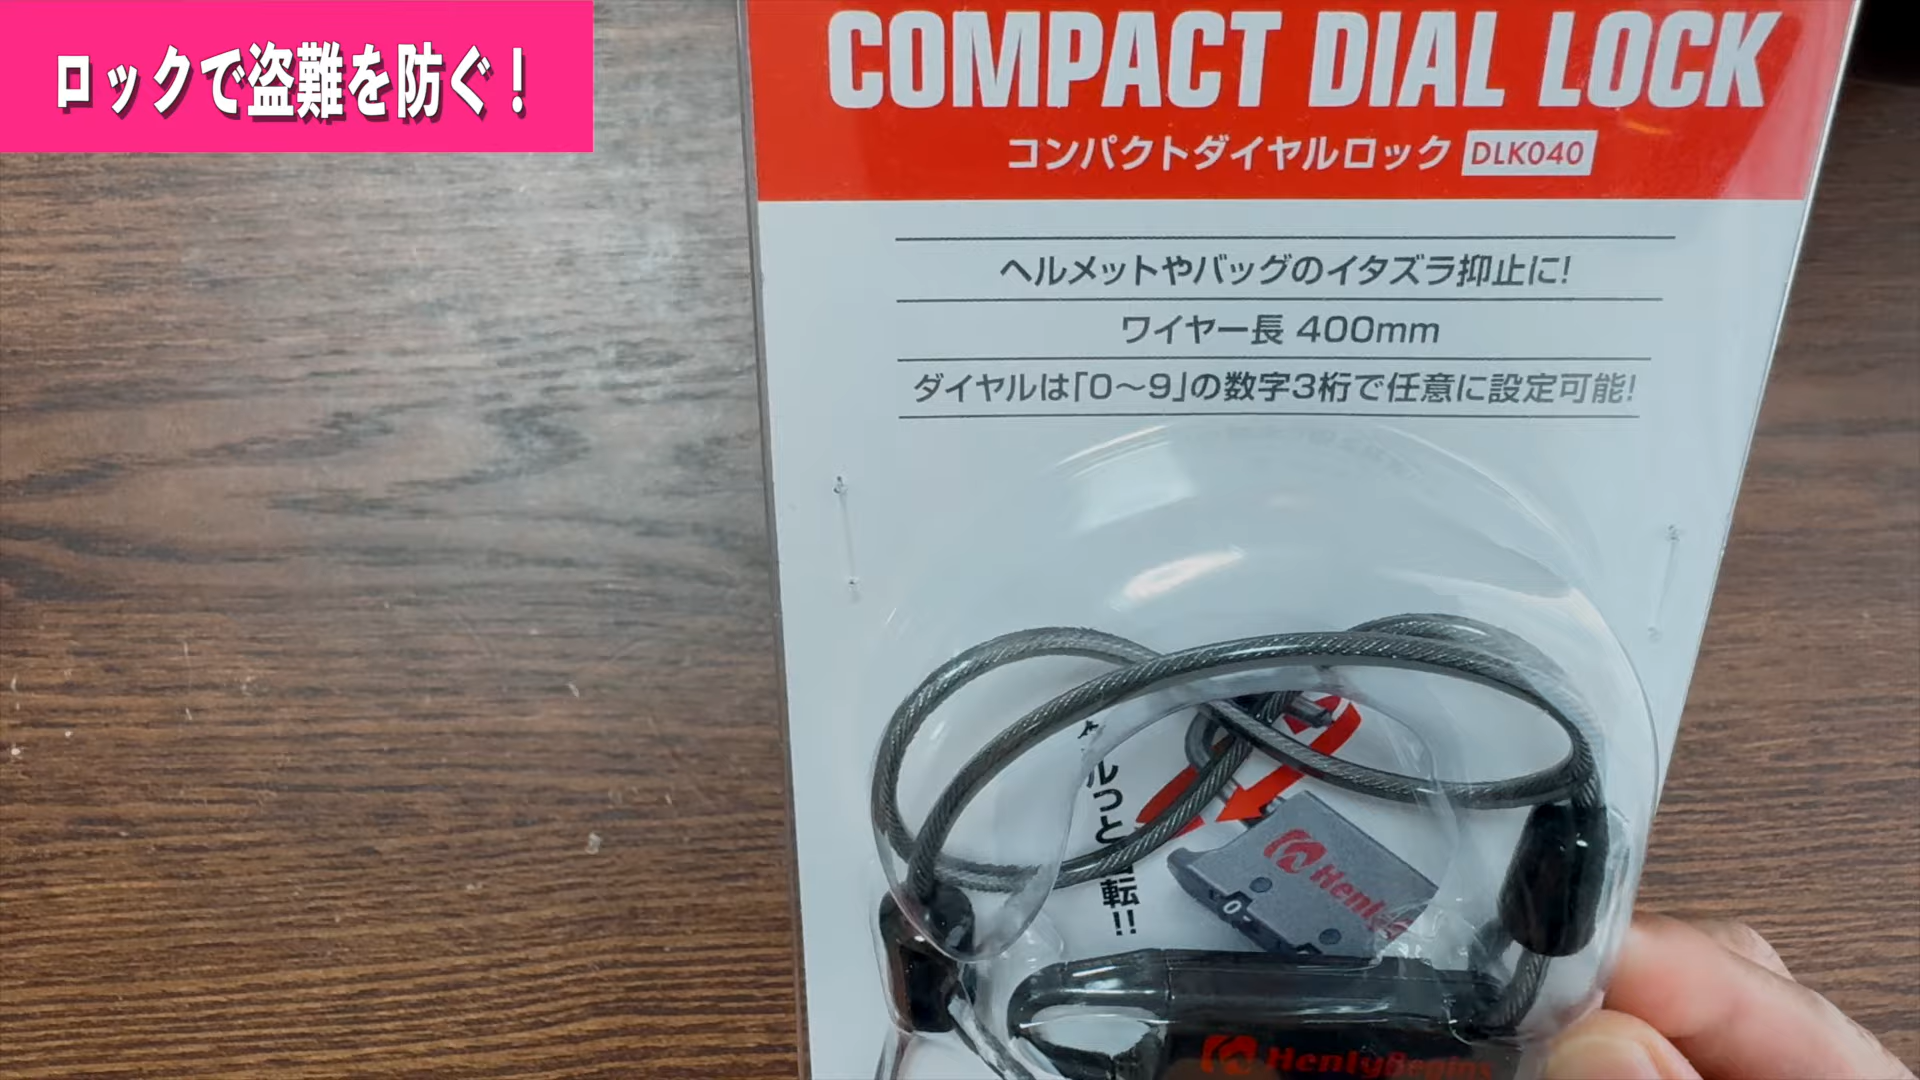 ロックで盗難を防ぐ!
COMPACT DIAL LOCK
コンパクトダイヤルロック DLK040
ヘルメットやバッグのイタズラ抑止に!
ワイヤー長 400mm
ダイヤルは「0〜9」の数字3桁で任意に設定可能!
ルっと
転!!
0
HenlyBegins